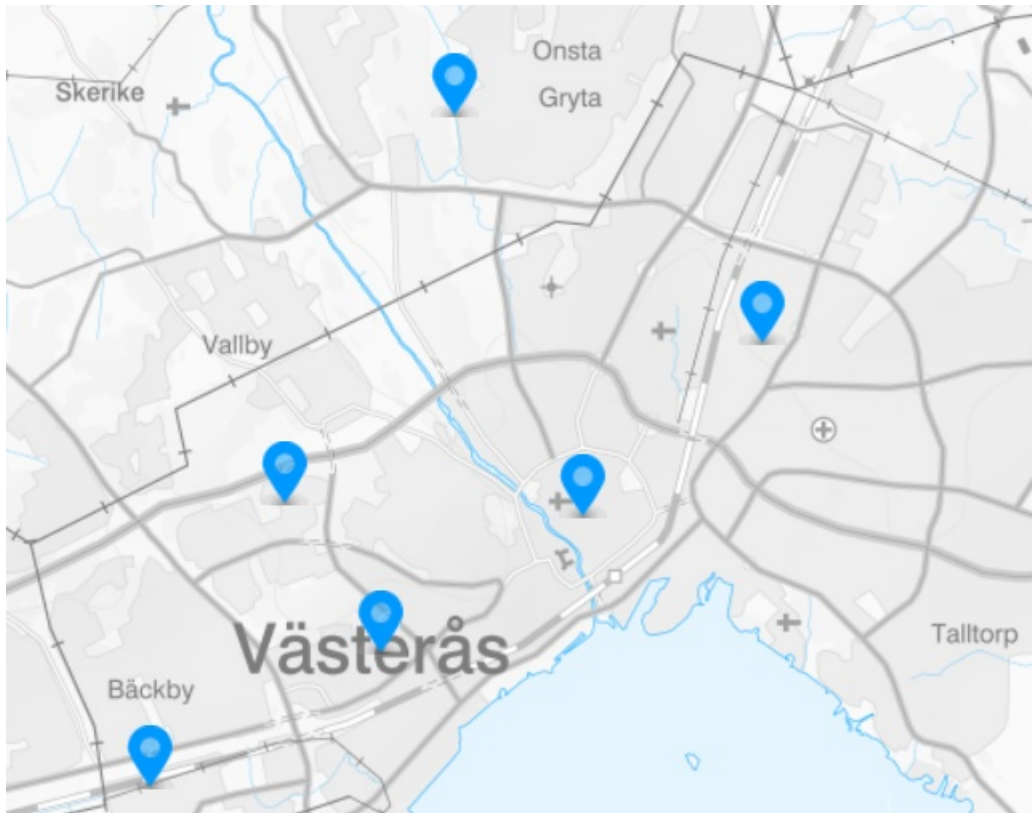 Onsta
Skerike
Gryta
Vallby
Talltorp
Västerås
Bäckby